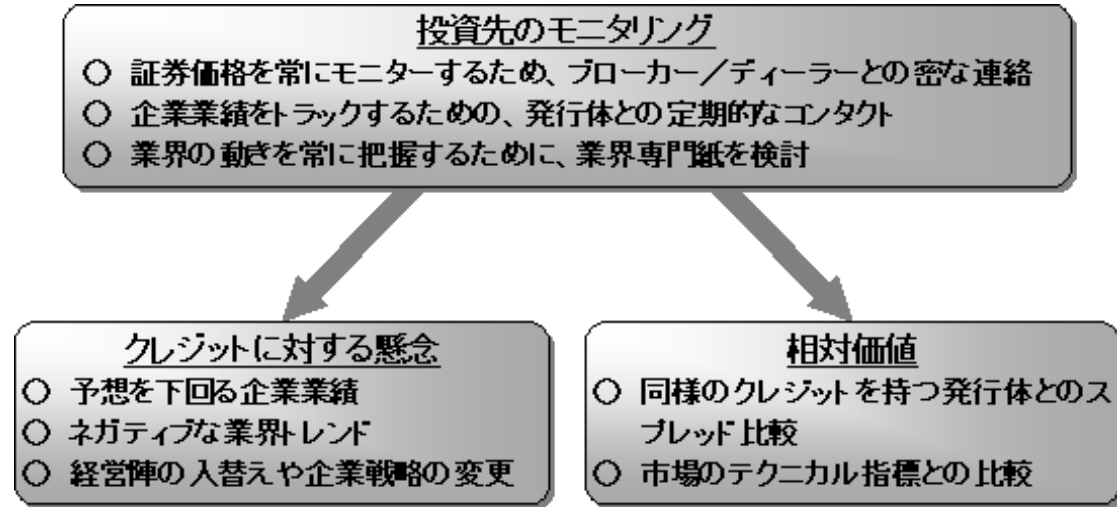 投資先のモニタリング
○ 証券価格を常にモニターするため、ブローカー／ディーラーとの密な連絡
○ 企業業績をトラックするための、発行体との定期的なコンタクト
○ 業界の動きを常に把握するために、業界専門紙を検討
クレジットに対する懸念
○ 予想を下回る企業業績
○ ネガティブな業界トレンド
○ 経営陣の入替えや企業戦略の変更
相対価値
○ 同様のクレジットを持つ発行体とのス
プレッド比較
○ 市場のテクニカル指標との比較